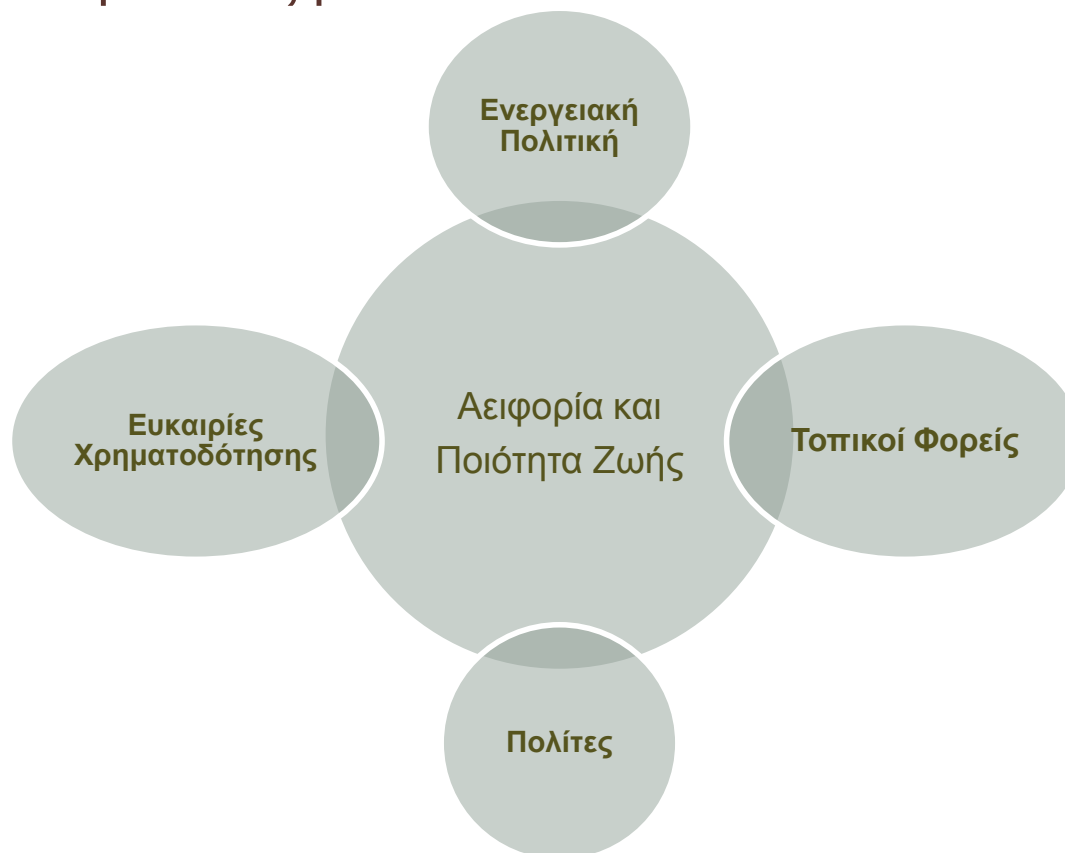 Ενεργειακή
Πολιτική
Ευκαιρίες
Χρηματοδότησης
Αειφορία και
Ποιότητα Ζωής
Τοπικοί Φορείς
Πολίτες